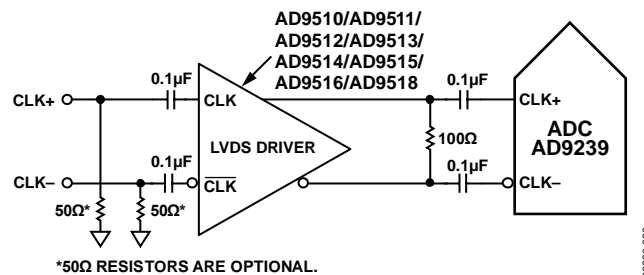 AD9510/AD9511/
AD9512/AD9513/
AD9514/AD9515/
AD9516/AD9518
0.1µF
0.1µF
CLK+
CLK
CLK+
ADC
AD9239
LVDS DRIVER
100Ω
0.1µF
0.1µF
CLK–
CLK
CLK–
50Ω*
50Ω*
*50Ω RESISTORS ARE OPTIONAL.